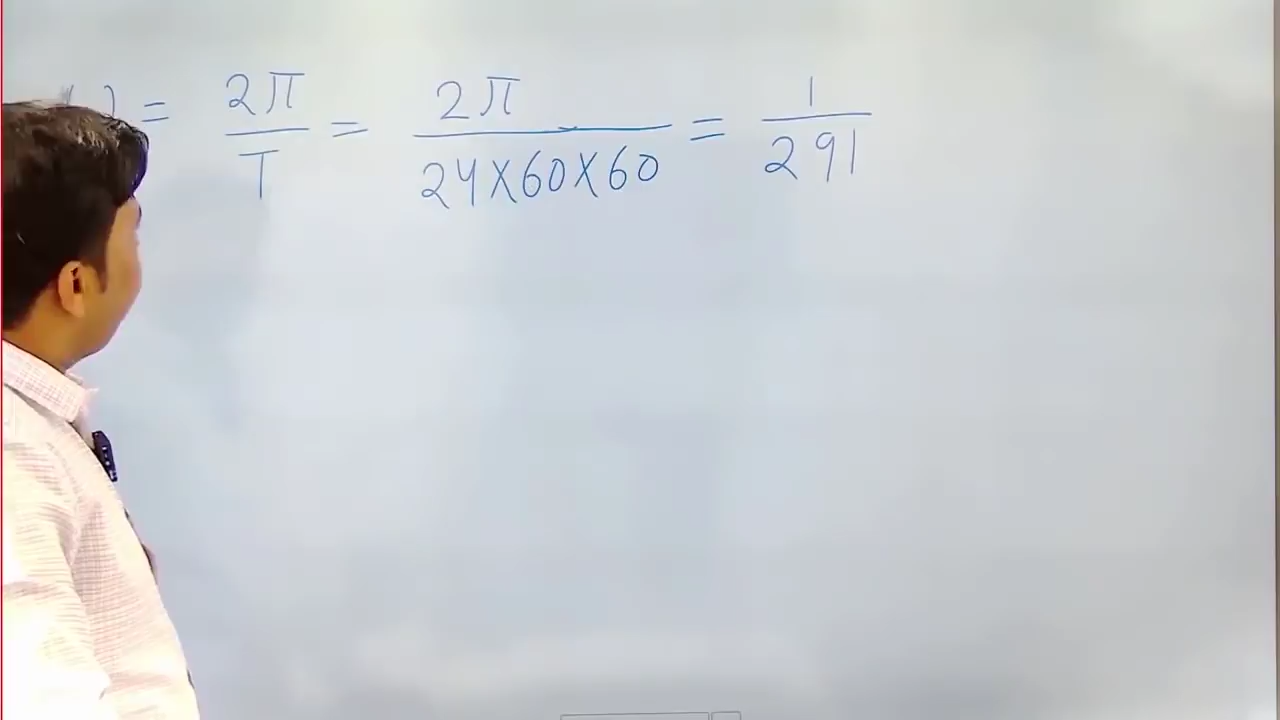 = 2π/T = 2π/24X60X60 = 1/291